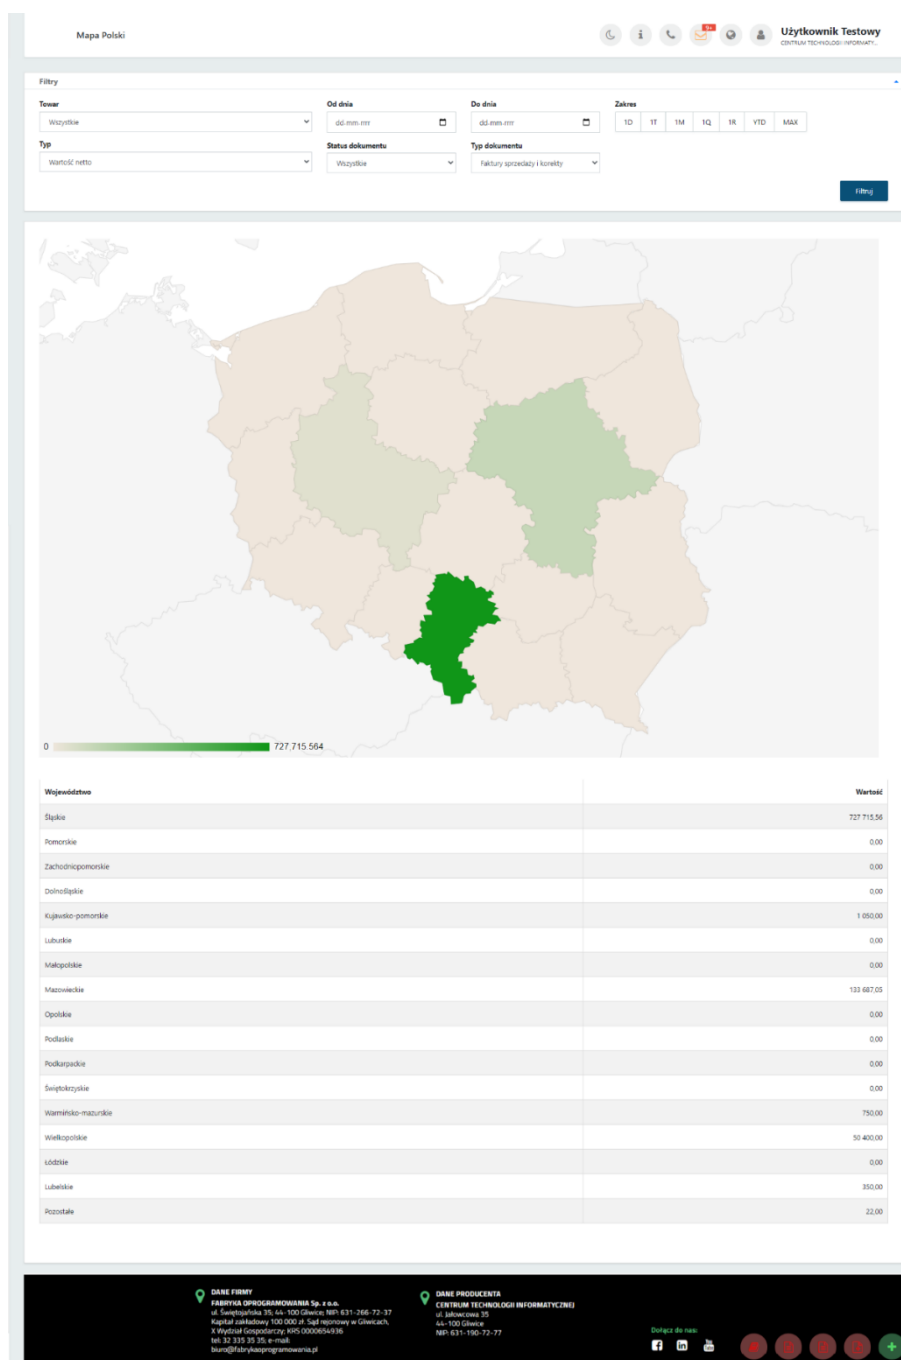 Mapa Polski
9+
Użytkownik Testowy
CENTRUM TECHNOLOGII INFORMATY...
Filtry
Towar
Od dnia
Do dnia
Zakres
Wszystkie
dd-mm-rrrr
dd-mm-rrrr
1D 1T 1M 1Q 1R YTD MAX
Typ
Status dokumentu
Typ dokumentu
Wartość netto
Wszystkie
Faktury sprzedaży i korekty
Filtruj
0
727,715.564
Województwo Wartość
Śląskie 727 715,56
Pomorskie 0,00
Zachodniopomorskie 0,00
Dolnośląskie 0,00
Kujawsko-pomorskie 1 050,00
Lubuskie 0,00
Małopolskie 0,00
Mazowieckie 133 687,05
Opolskie 0,00
Podlaskie 0,00
Podkarpackie 0,00
Świętokrzyskie 0,00
Warmińsko-mazurskie 750,00
Wielkopolskie 50 400,00
Łódzkie 0,00
Lubelskie 350,00
Pozostałe 22,00
DANE FIRMY
FABRYKA OPROGRAMOWANIA Sp. z o.o.
ul. Świętojańska 35; 44-100 Gliwice; NIP: 631-266-72-37
Kapitał zakładowy 100 000 zł. Sąd rejonowy w Gliwicach,
X Wydział Gospodarczy; KRS 0000654936
tel: 32 335 35 35; e-mail:
biuro@fabrykaoprogramowania.pl
DANE PRODUCENTA
CENTRUM TECHNOLOGII INFORMATYCZNEJ
ul. Jałowcowa 35
44-100 Gliwice
NIP: 631-190-72-77
Dołącz do nas: